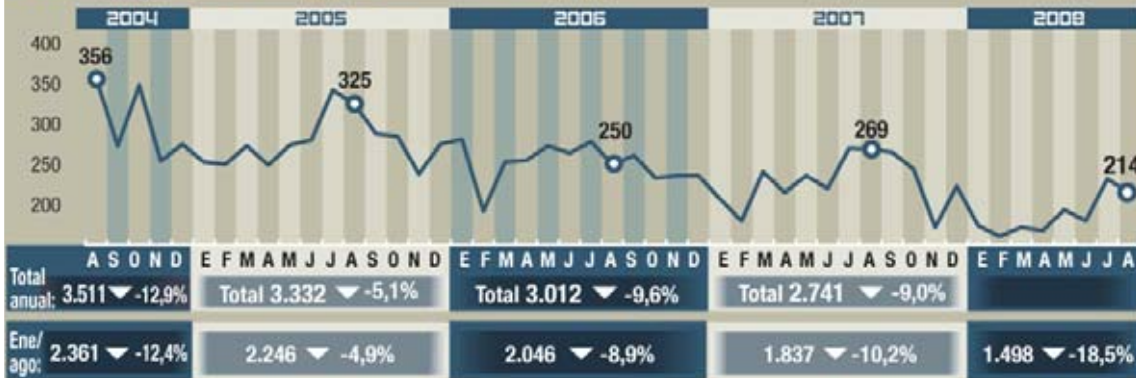 2004 2005 2006 2007 2008
400
356
350
325
300
250
269
250
214
200
A S O N D E F M A M J J A S O N D E F M A M J J A S O N D E F M A M J J A S O N D E F M A M J J A
Total anual: 3.511 -12,9% Total 3.332 -5,1% Total 3.012 -9,6% Total 2.741 -9,0%
Ene/ago: 2.361 -12,4% 2.246 -4,9% 2.046 -8,9% 1.837 -10,2% 1.498 -18,5%